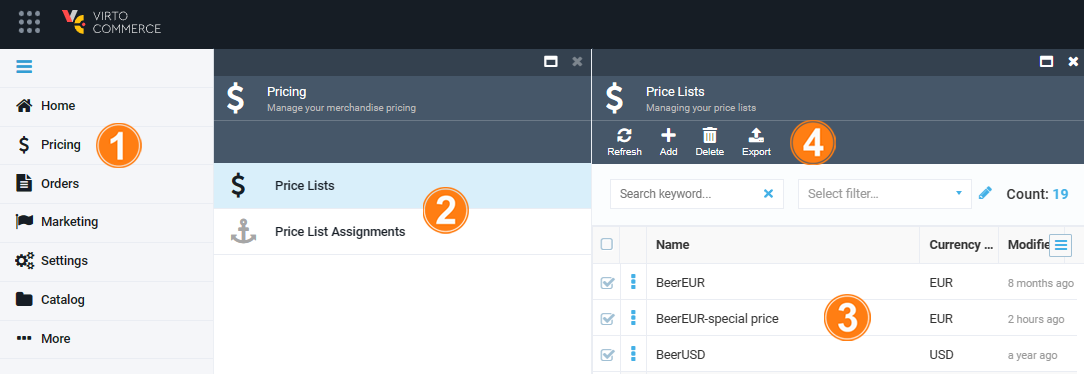 VIRTO
COMMERCE
Home
Pricing
Orders
Marketing
Settings
Catalog
More
1
Pricing
Manage your merchandise pricing
Price Lists
Price List Assignments
2
Price Lists
Managing your price lists
Refresh Add Delete Export
4
Search keyword... Select filter... Count: 19
Name Currency ... Modifie
BeerEUR EUR 8 months ago
BeerEUR-special price EUR 2 hours ago
BeerUSD USD a year ago
3